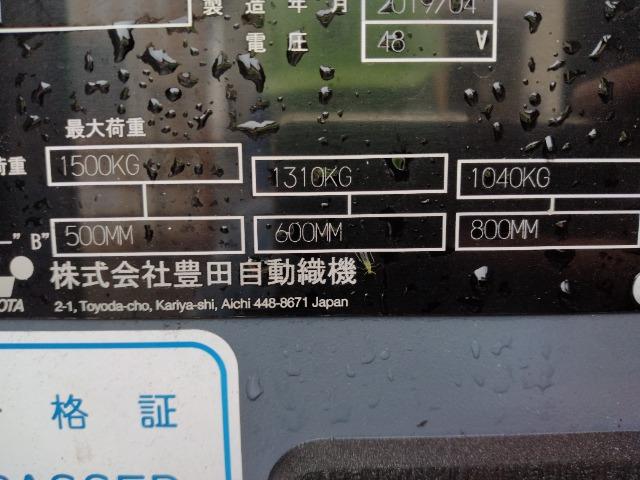 製造年月 2019/04
電圧 48 V
最大荷重
荷重 1500KG 1310KG 1040KG
"B" 500MM 600MM 800MM
株式会社豊田自動織機
2-1, Toyoda-cho, Kariya-shi, Aichi 448-8671 Japan
格証